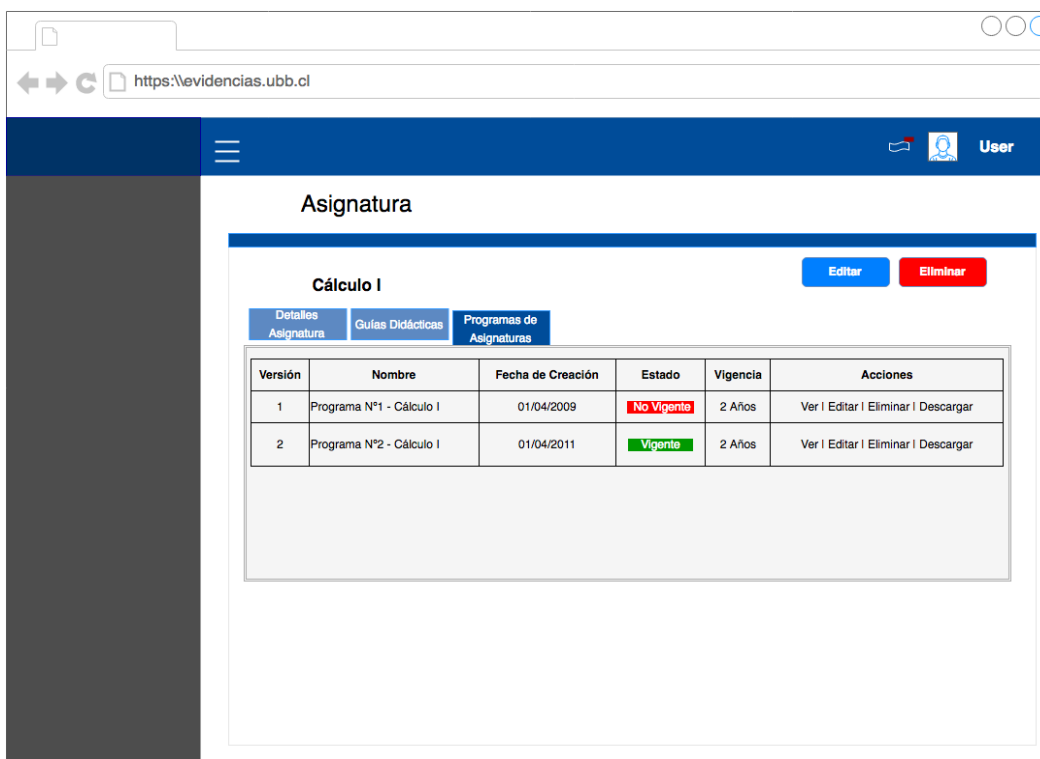 https:\\evidencias.ubb.cl
User
Asignatura
Editar Eliminar
Cálculo I
Detalles
Asignatura
Guías Didácticas
Programas de
Asignaturas
Versión Nombre Fecha de Creación Estado Vigencia Acciones
1 Programa Nº1 - Cálculo I 01/04/2009 No Vigente 2 Años Ver I Editar I Eliminar I Descargar
2 Programa Nº2 - Cálculo I 01/04/2011 Vigente 2 Años Ver I Editar I Eliminar I Descargar